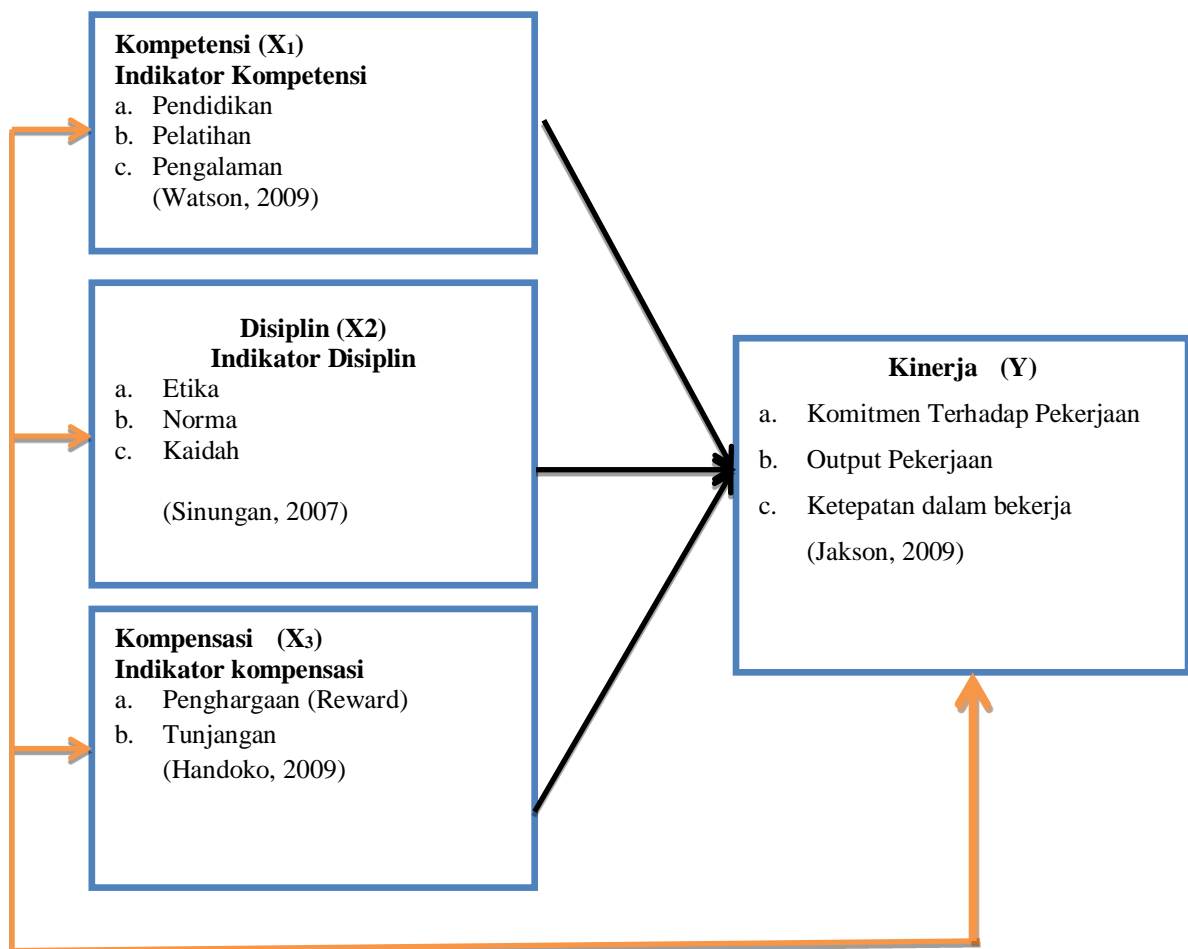 Kompetensi (X₁)
Indikator Kompetensi
a. Pendidikan
b. Pelatihan
c. Pengalaman
(Watson, 2009)
Disiplin (X2)
Indikator Disiplin
a. Etika
b. Norma
c. Kaidah
(Sinungan, 2007)
Kompensasi (X₃)
Indikator kompensasi
a. Penghargaan (Reward)
b. Tunjangan
(Handoko, 2009)
Kinerja (Y)
a. Komitmen Terhadap Pekerjaan
b. Output Pekerjaan
c. Ketepatan dalam bekerja
(Jakson, 2009)